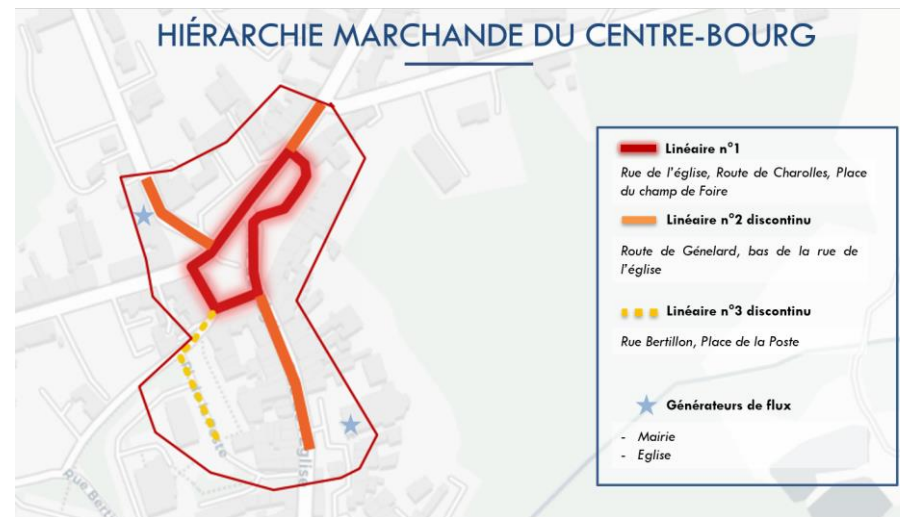 HIÉRARCHIE MARCHANDE DU CENTRE-BOURG
Linéaire n°1
Rue de l'église, Route de Charolles, Place
du champ de Foire
Linéaire n°2 discontinu
Route de Génelard, bas de la rue de
l'église
Linéaire n°3 discontinu
Rue Bertillon, Place de la Poste
Générateurs de flux
- Mairie
- Eglise